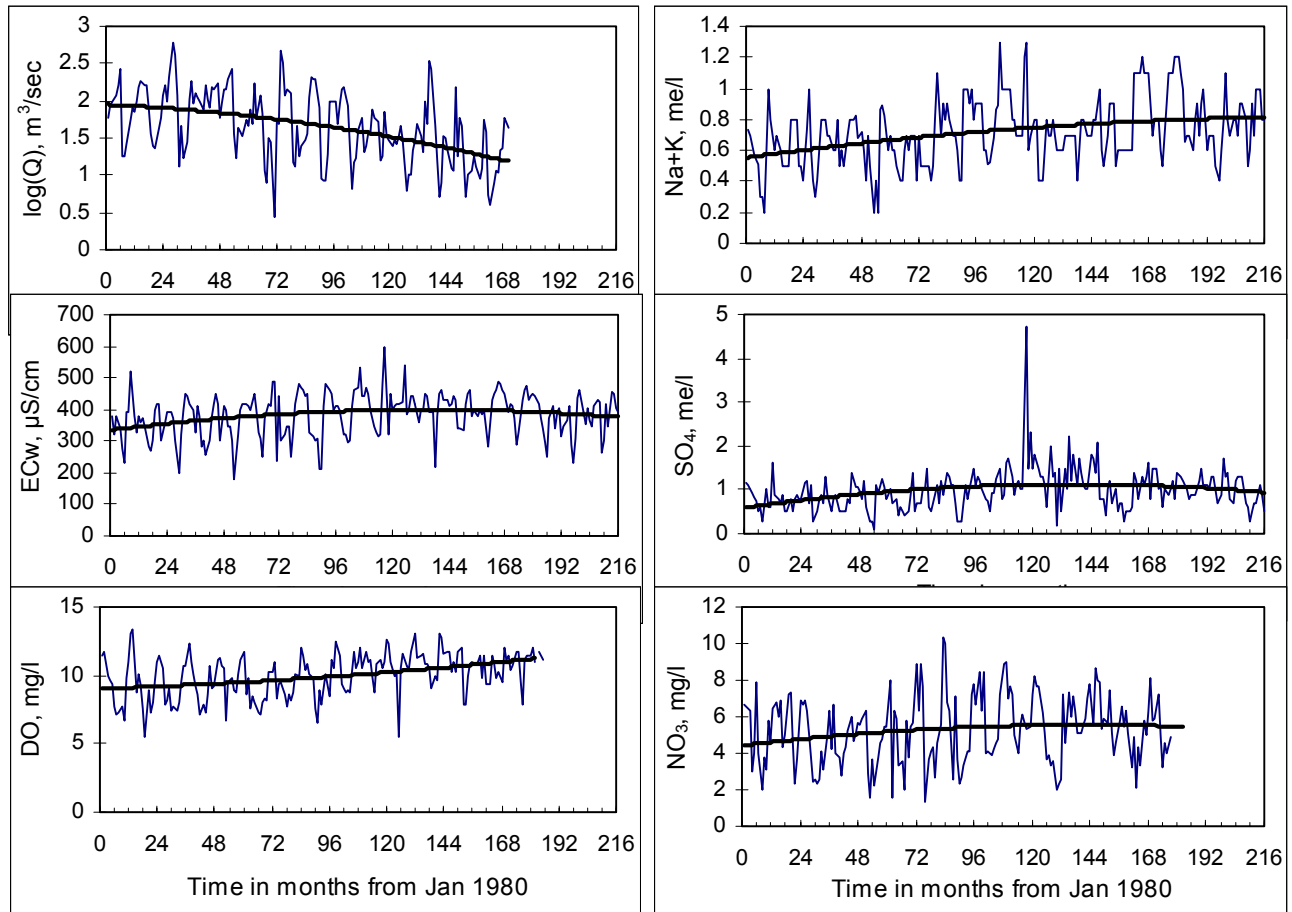 log(Q), m³/sec
3
2.5
2
1.5
1
0.5
0
0 24 48 72 96 120 144 168 192 216
Na+K, me/l
1.4
1.2
1
0.8
0.6
0.4
0.2
0
0 24 48 72 96 120 144 168 192 216
ECw, µS/cm
700
600
500
400
300
200
100
0
0 24 48 72 96 120 144 168 192 216
SO₄, me/l
5
4
3
2
1
0
0 24 48 72 96 120 144 168 192 216
DO, mg/l
15
10
5
0
0 24 48 72 96 120 144 168 192 216
Time in months from Jan 1980
NO₃, mg/l
12
10
8
6
4
2
0
0 24 48 72 96 120 144 168 192 216
Time in months from Jan 1980